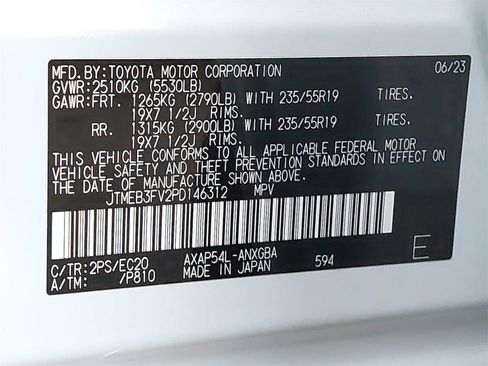 MFD. BY: TOYOTA MOTOR CORPORATION 06/23
GVWR: 2510KG (5530LB)
GAWR: FRT. 1265KG (2790LB) WITH 235/55R19 TIRES.
19X7 1/2J RIMS.
RR. 1315KG (2900LB) WITH 235/55R19 TIRES.
19X7 1/2J RIMS.
THIS VEHICLE CONFORMS TO ALL APPLICABLE FEDERAL MOTOR
VEHICLE SAFETY AND THEFT PREVENTION STANDARDS IN EFFECT
ON THE DATE OF MANUFACTURE SHOWN ABOVE.
JTMEB3FV2PD146312 MPV
C/TR: 2PS/EC20 AXAP54L-ANXGBA E
A/TM: /P810 MADE IN JAPAN 594